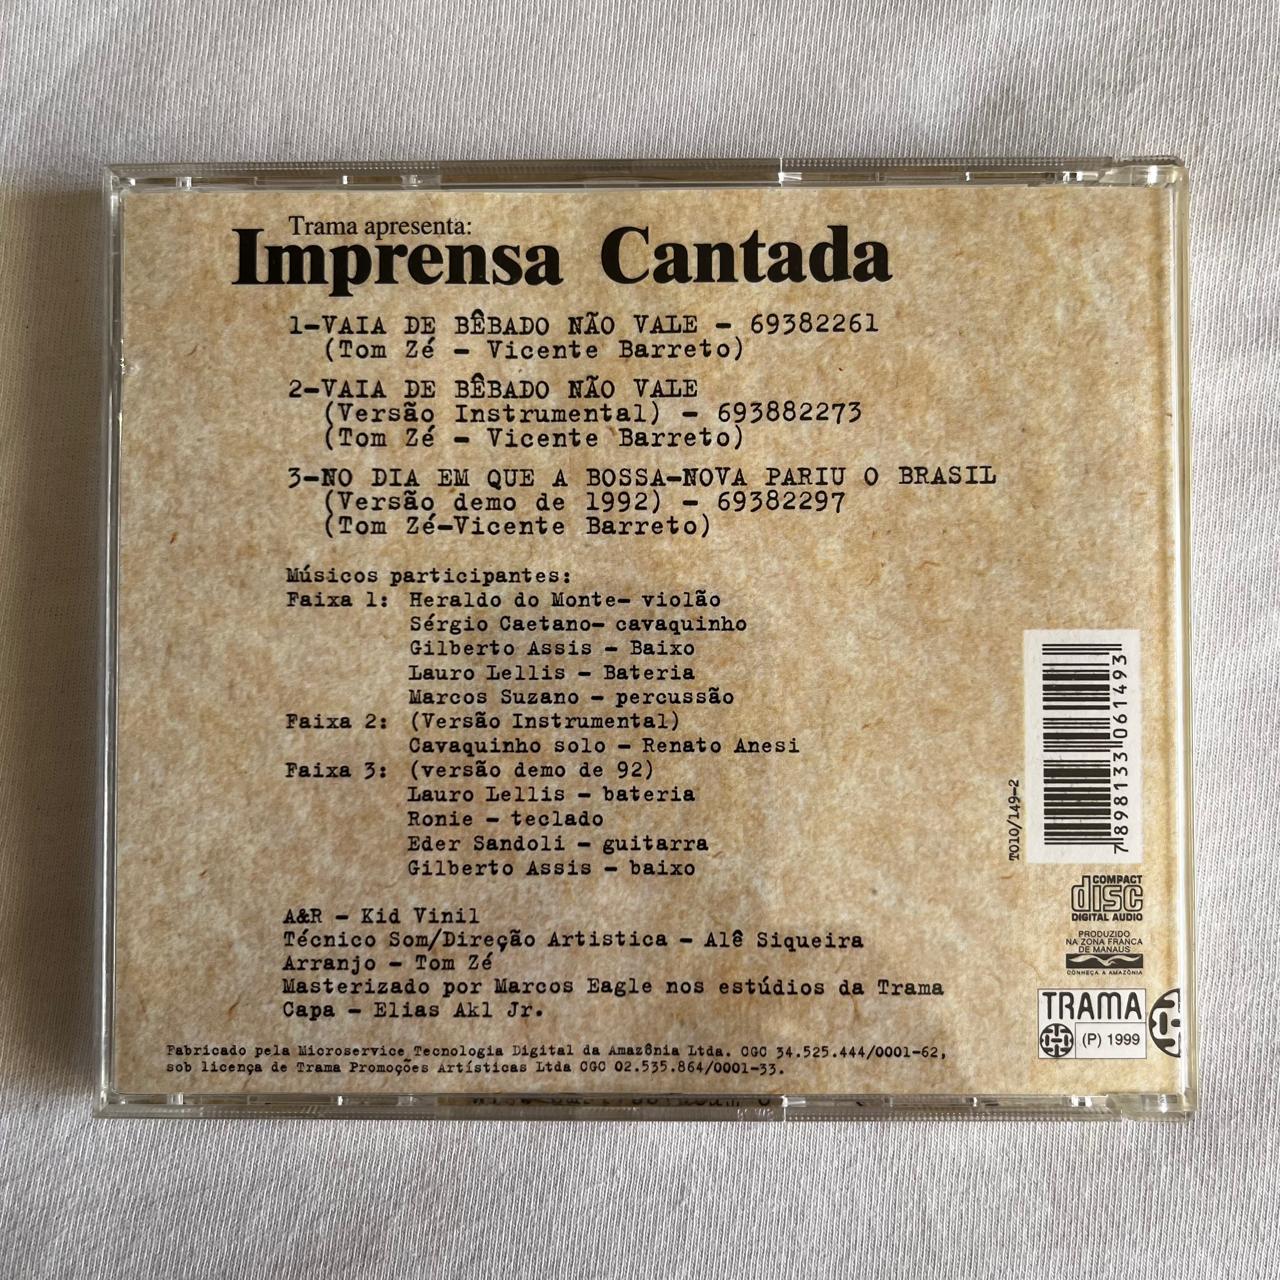 Trama apresenta:
Imprensa Cantada
1-VAIA DE BÊBADO NÃO VALE - 69382261
(Tom Zé - Vicente Barreto)
2-VAIA DE BÊBADO NÃO VALE
(Versão Instrumental) - 693882273
(Tom Zé - Vicente Barreto)
3-NO DIA EM QUE A BOSSA-NOVA PARIU O BRASIL
(Versão demo de 1992) - 69382297
(Tom Zé-Vicente Barreto)
Músicos participantes:
Faixa 1: Heraldo do Monte- violão
Sérgio Caetano- cavaquinho
Gilberto Assis - Baixo
Lauro Lellis - Bateria
Marcos Suzano - percussão
Faixa 2: (Versão Instrumental)
Cavaquinho solo - Renato Anesi
Faixa 3: (versão demo de 92)
Lauro Lellis - bateria
Ronie - teclado
Eder Sandoli - guitarra
Gilberto Assis - baixo
A&R - Kid Vinil
Técnico Som/Direção Artistica - Alê Siqueira
Arranjo - Tom Zé
Masterizado por Marcos Eagle nos estúdios da Trama
Capa - Elias Akl Jr.
Fabricado pela Microservice Tecnologia Digital da Amazônia Ltda. CGC 34.525.444/0001-62,
sob licença de Trama Promoções Artísticas Ltda CGC 02.535.864/0001-33.
T010/149-2
7 898133 061493
COMPACT
disc
DIGITAL AUDIO
PRODUZIDO
NA ZONA FRANCA
DE MANAUS
CONHEÇA A AMAZÔNIA
TRAMA
(P) 1999